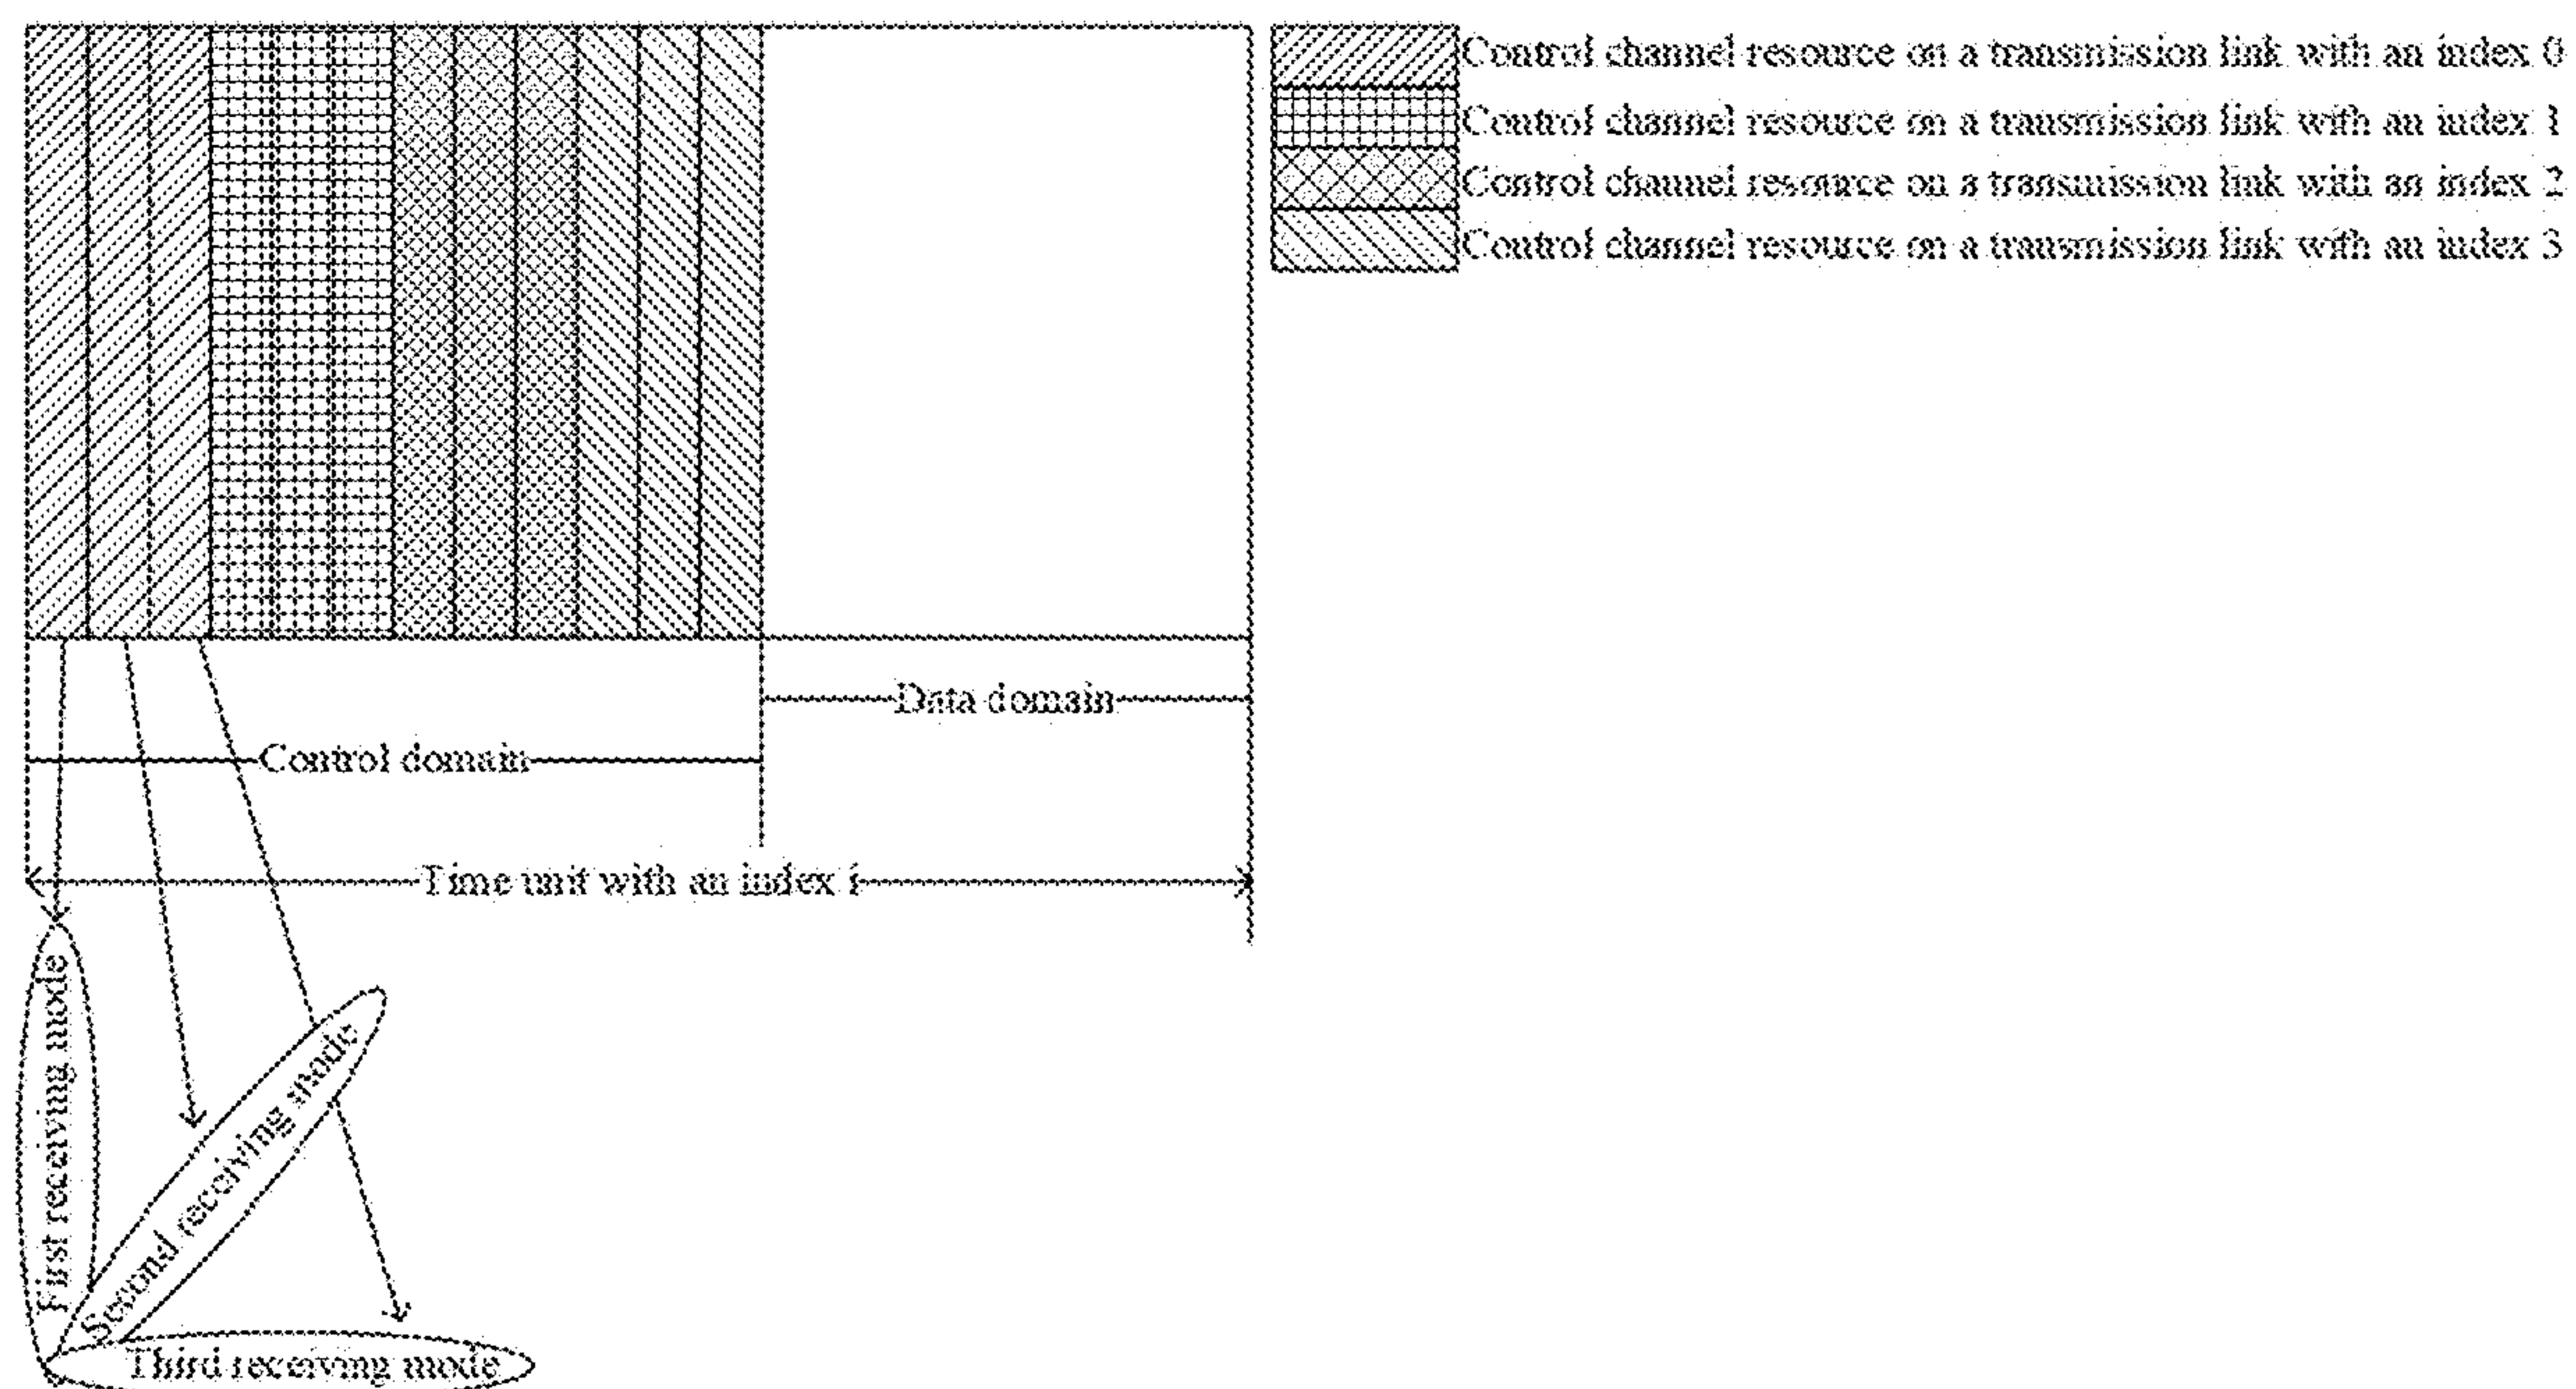 Control channel resource on a transmission link with an index 0
Control channel resource on a transmission link with an index 1
Control channel resource on a transmission link with an index 2
Control channel resource on a transmission link with an index 3
Data domain
Control domain
Time unit with an index i
First receiving mode
Second receiving mode
Third receiving mode